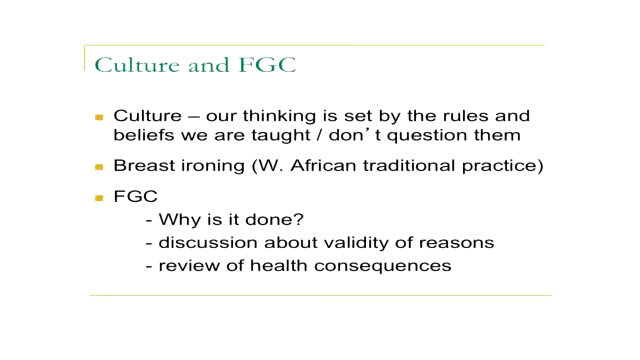 Culture and FGC
Culture – our thinking is set by the rules and
beliefs we are taught / don't question them
Breast ironing (W. African traditional practice)
FGC
- Why is it done?
- discussion about validity of reasons
- review of health consequences